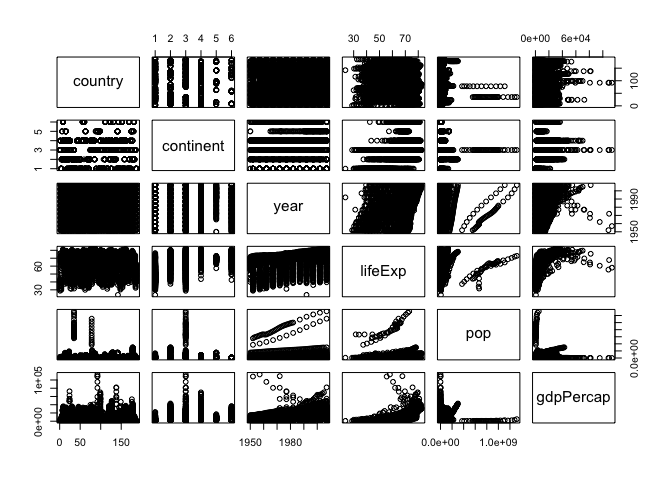 1 2 3 4 5 6
30 50 70
0e+00 6e+04
country
0 100
continent
1 3 5
year
1950 1990
lifeExp
30 60
pop
0.0e+00
gdpPercap
0e+00 1e+05
0 50 150
1950 1980
0.0e+00 1.0e+09